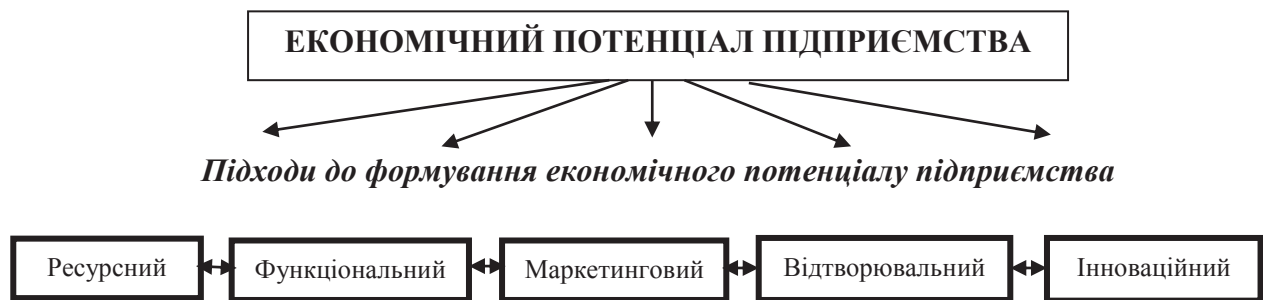 ЕКОНОМІЧНИЙ ПОТЕНЦІАЛ ПІДПРИЄМСТВА
Підходи до формування економічного потенціалу підприємства
Ресурсний
Функціональний
Маркетинговий
Відтворювальний
Інноваційний